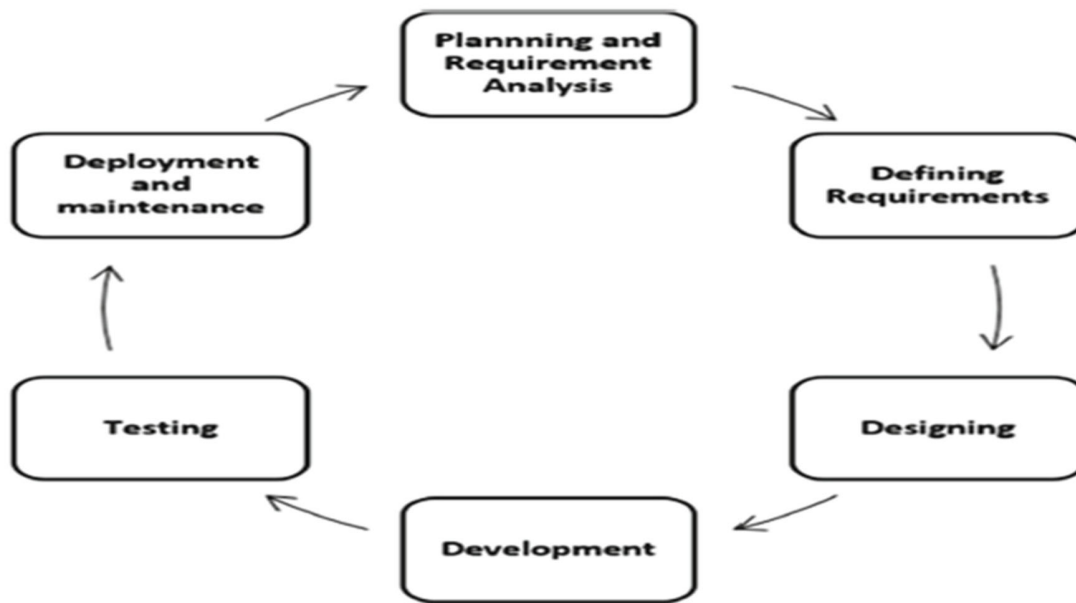 Plannning and
Requirement
Analysis
Defining
Requirements
Designing
Development
Testing
Deployment
and
maintenance